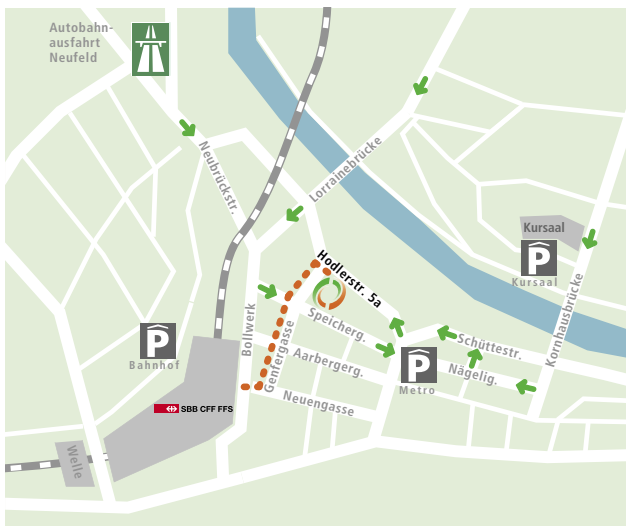 Autobahn-
ausfahrt
Neufeld
Neubrückstr.
Lorrainebrücke
Kursaal
P
Kursaal
Hodlerstr. 5a
Kornhausbrücke
Bollwerk
Speicherg.
Genfergasse
P
Bahnhof
Schüttestr.
Aarbergerg.
P
Metro
Nägelig.
Neuengasse
SBB CFF FFS
Welle